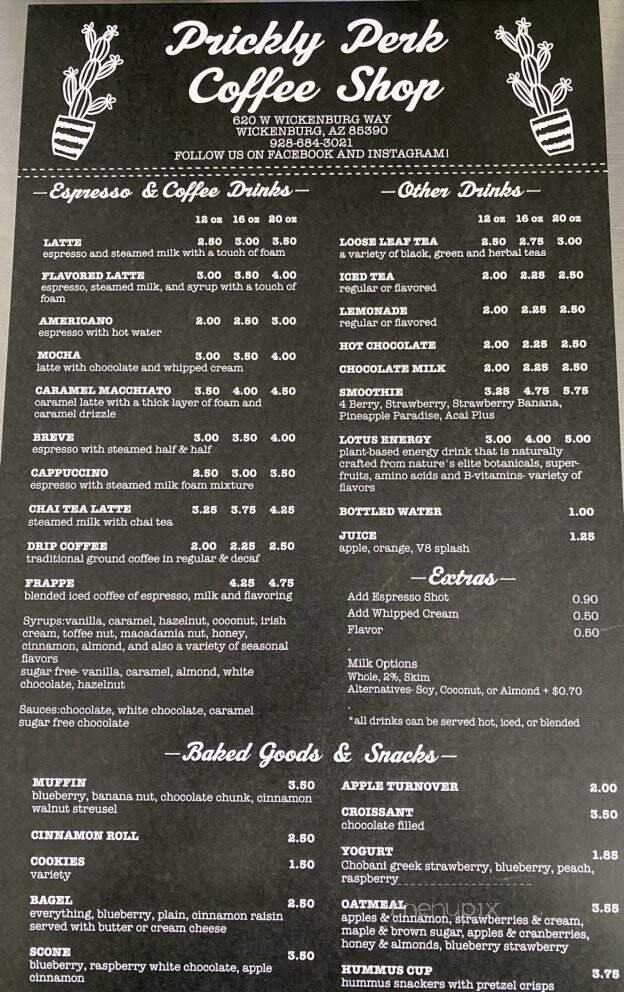 Prickly Perk
Coffee Shop
620 W WICKENBURG WAY
WICKENBURG, AZ 85390
928-684-3021
FOLLOW US ON FACEBOOK AND INSTAGRAM!
-Espresso & Coffee Drinks-
12 oz 16 oz 20 oz
LATTE 2.50 3.00 3.50
espresso and steamed milk with a touch of foam
FLAVORED LATTE 3.00 3.50 4.00
espresso, steamed milk, and syrup with a touch of
foam
AMERICANO 2.00 2.50 3.00
espresso with hot water
MOCHA 3.00 3.50 4.00
latte with chocolate and whipped cream
CARAMEL MACCHIATO 3.50 4.00 4.50
caramel latte with a thick layer of foam and
caramel drizzle
BREVE 3.00 3.50 4.00
espresso with steamed half & half
CAPPUCCINO 2.50 3.00 3.50
espresso with steamed milk foam mixture
CHAI TEA LATTE 3.25 3.75 4.25
steamed milk with chai tea
DRIP COFFEE 2.00 2.25 2.50
traditional ground coffee in regular & decaf
FRAPPE 4.25 4.75
blended iced coffee of espresso, milk and flavoring
Syrups:vanilla, caramel, hazelnut, coconut, irish
cream, toffee nut, macadamia nut, honey,
cinnamon, almond, and also a variety of seasonal
flavors
sugar free- vanilla, caramel, almond, white
chocolate, hazelnut
Sauces:chocolate, white chocolate, caramel
sugar free chocolate
-Other Drinks-
12 oz 16 oz 20 oz
LOOSE LEAF TEA 2.50 2.75 3.00
a variety of black, green and herbal teas
ICED TEA 2.00 2.25 2.50
regular or flavored
LEMONADE 2.00 2.25 2.50
regular or flavored
HOT CHOCOLATE 2.00 2.25 2.50
CHOCOLATE MILK 2.00 2.25 2.50
SMOOTHIE 3.25 4.75 5.75
4 Berry, Strawberry, Strawberry Banana,
Pineapple Paradise, Acai Plus
LOTUS ENERGY 3.00 4.00 5.00
plant-based energy drink that is naturally
crafted from nature's elite botanicals, super-
fruits, amino acids and B-vitamins- variety of
flavors
BOTTLED WATER 1.00
JUICE 1.25
apple, orange, V8 splash
-Extras-
Add Espresso Shot 0.90
Add Whipped Cream 0.50
Flavor 0.50
.
Milk Options
Whole, 2%, Skim
Alternatives- Soy, Coconut, or Almond + $0.70
.
*all drinks can be served hot, iced, or blended
-Baked Goods & Snacks-
MUFFIN 3.50
blueberry, banana nut, chocolate chunk, cinnamon
walnut streusel
CINNAMON ROLL 2.50
COOKIES 1.50
variety
BAGEL 2.50
everything, blueberry, plain, cinnamon raisin
served with butter or cream cheese
SCONE 3.50
blueberry, raspberry white chocolate, apple
cinnamon
APPLE TURNOVER 2.00
CROISSANT 3.50
chocolate filled
YOGURT 1.85
Chobani greek strawberry, blueberry, peach,
raspberry
menupix
OATMEAL 3.55
apples & cinnamon, strawberries & cream,
maple & brown sugar, apples & cranberries,
honey & almonds, blueberry strawberry
HUMMUS CUP 3.75
hummus snackers with pretzel crisps